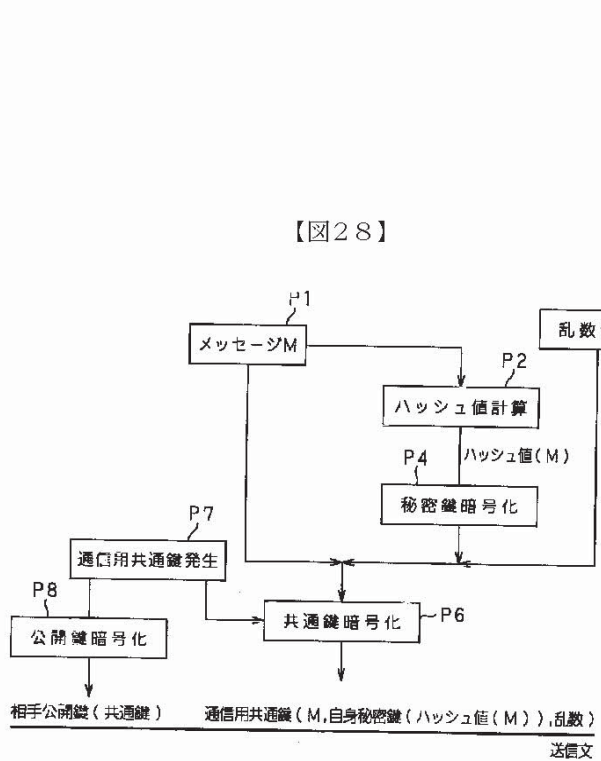 【図28】
P1
メッセージM
乱数
P2
ハッシュ値計算
ハッシュ値(M)
P4
秘密鍵暗号化
P7
通信用共通鍵発生
P8
公開鍵暗号化
共通鍵暗号化
P6
相手公開鍵(共通鍵)
通信用共通鍵(M,自身秘密鍵(ハッシュ値(M)),乱数)
送信文